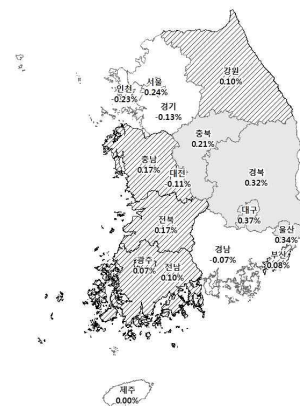 강원
0.10%
서울
-0.24%
인천
-0.23%
경기
-0.13%
충북
0.21%
충남
0.17%
대전
-0.11%
경북
0.32%
대구
0.37%
전북
0.17%
울산
0.34%
경남
-0.07%
부산
-0.08%
광주
0.07%
전남
0.10%
제주
0.00%